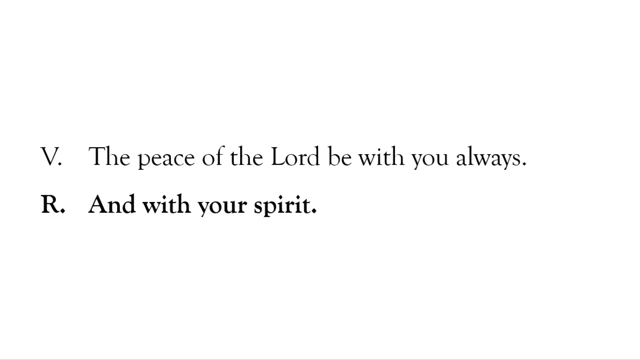 V. The peace of the Lord be with you always.
R. And with your spirit.